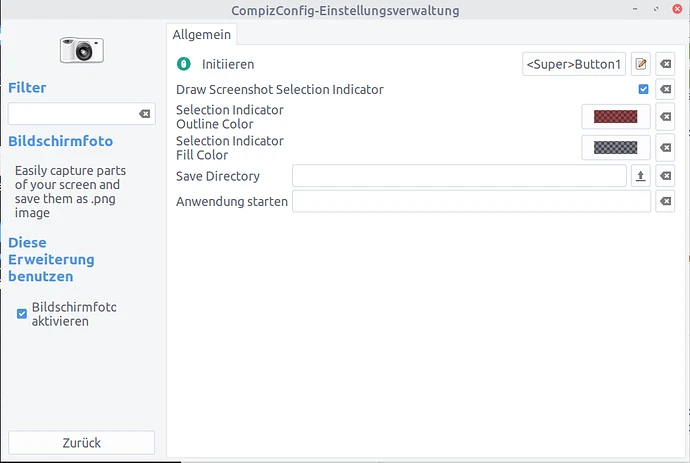 CompizConfig-Einstellungsverwaltung
Filter
Bildschirmfoto
Easily capture parts
of your screen and
save them as .png
image
Diese
Erweiterung
benutzen
Bildschirmfoto
aktivieren
Zurück
Allgemein
Initiieren
<Super>Button1
Draw Screenshot Selection Indicator
Selection Indicator
Outline Color
Selection Indicator
Fill Color
Save Directory
Anwendung starten